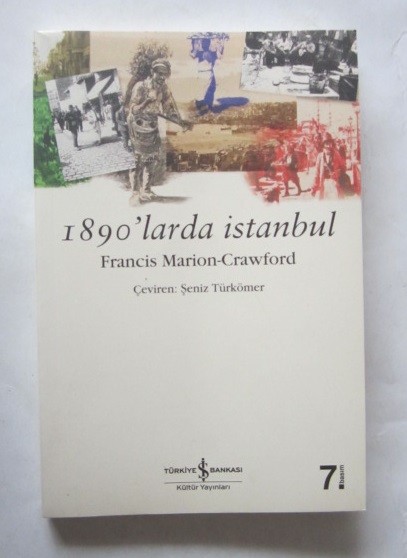 1890'larda istanbul
Francis Marion-Crawford
Çeviren: Şeniz Türkömer
TÜRKİYE İŞ BANKASI
Kültür Yayınları
7. basım